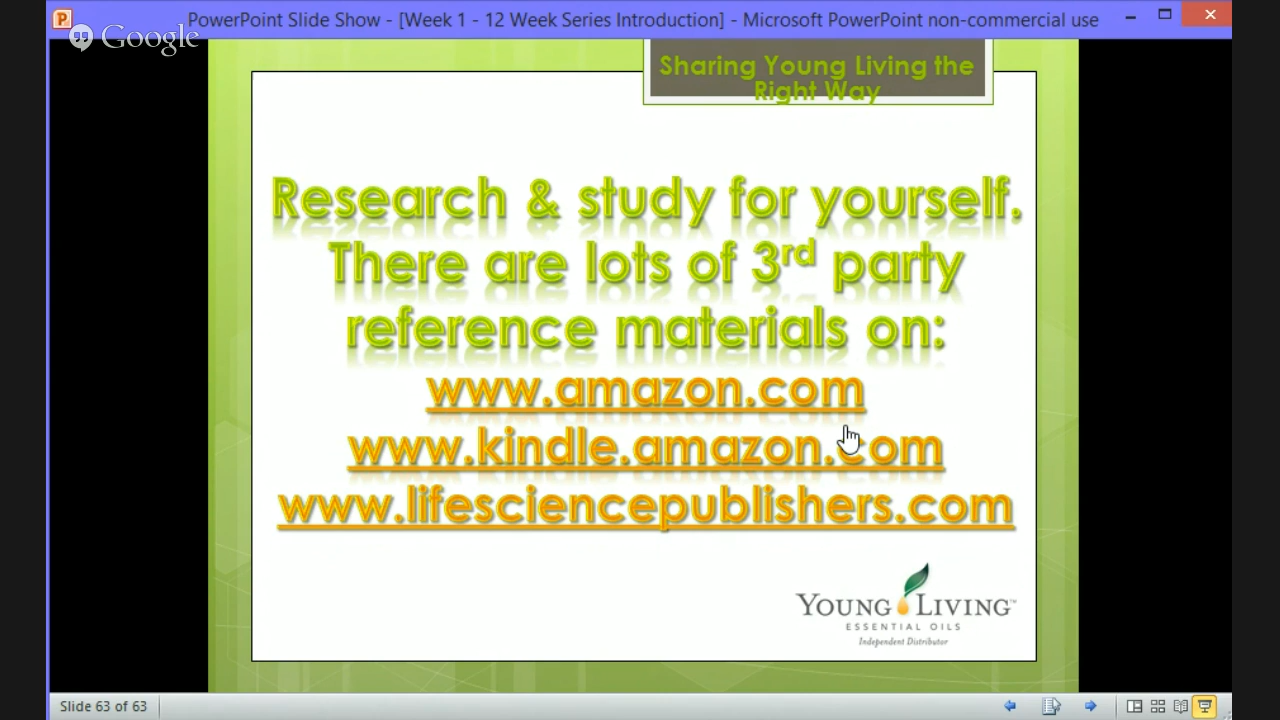 PowerPoint Slide Show - [Week 1 - 12 Week Series Introduction] - Microsoft PowerPoint non-commercial use
Google
Sharing Young Living the
Right Way
Research & study for yourself.
There are lots of 3rd party
reference materials on:
www.amazon.com
www.kindle.amazon.com
www.lifesciencepublishers.com
YOUNG LIVING™
ESSENTIAL OILS
Independent Distributor
Slide 63 of 63